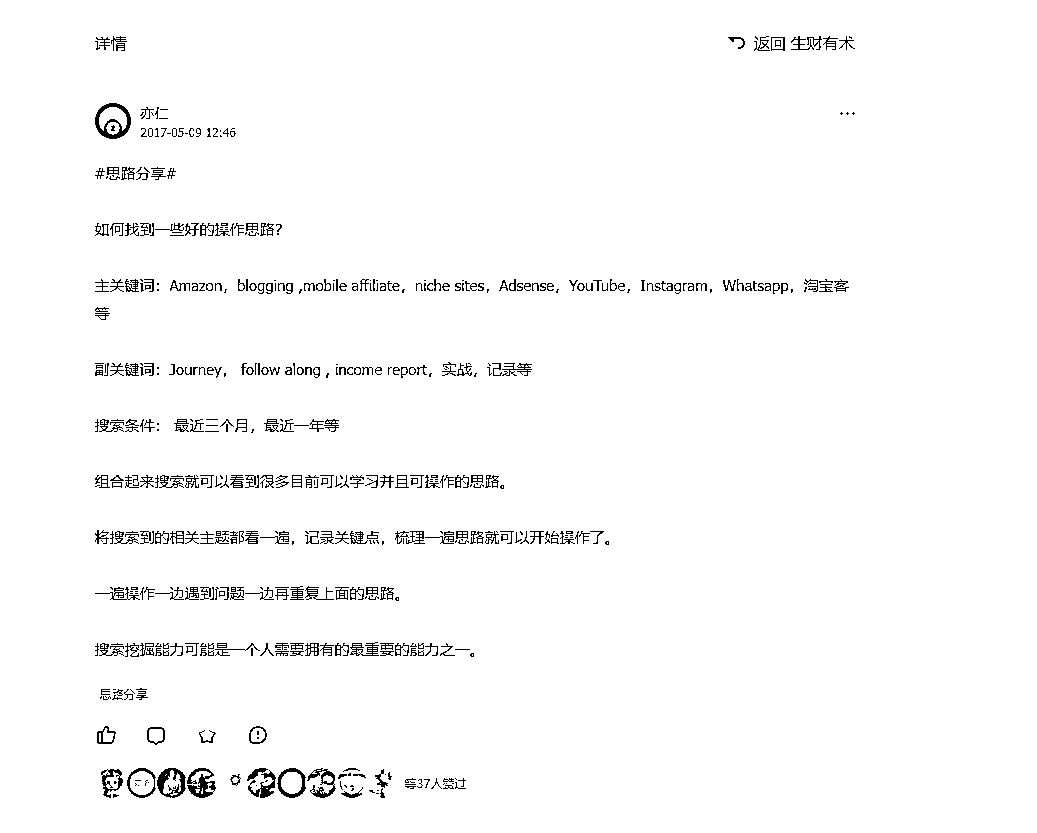 详情
返回 生财有术
亦仁
2017-05-09 12:46
...
#思路分享#
如何找到一些好的操作思路?
主关键词：Amazon，blogging ,mobile affiliate，niche sites，Adsense，YouTube，Instagram，Whatsapp，淘宝客
等
副关键词：Journey， follow along , income report，实战，记录等
搜索条件： 最近三个月，最近一年等
组合起来搜索就可以看到很多目前可以学习并且可操作的思路。
将搜索到的相关主题都看一遍，记录关键点，梳理一遍思路就可以开始操作了。
一遍操作一边遇到问题一边再重复上面的思路。
搜索挖掘能力可能是一个人需要拥有的最重要的能力之一。
思路分享
等37人赞过